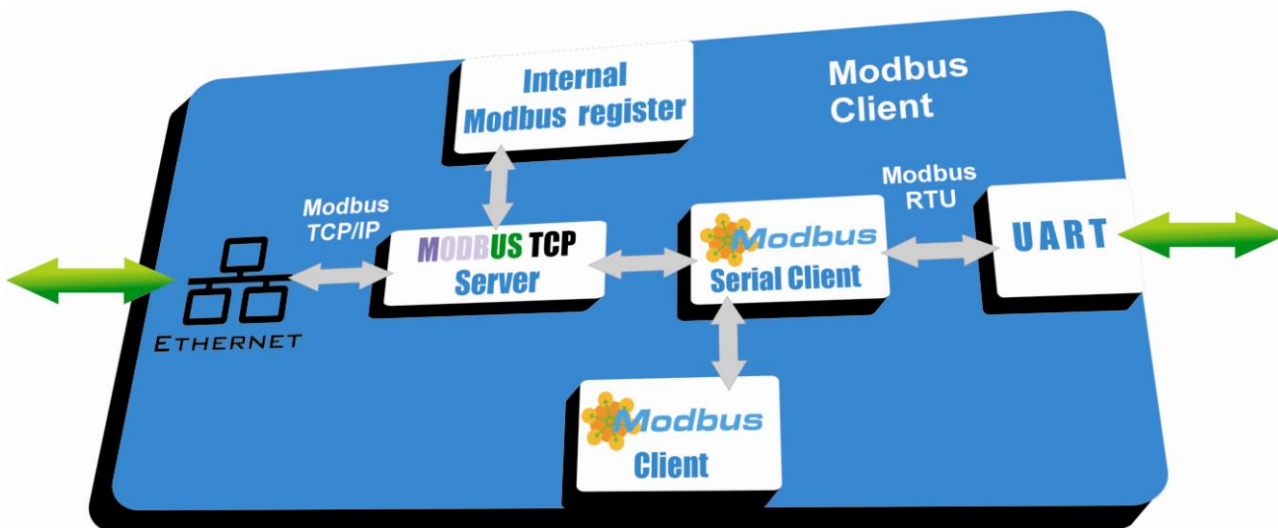 Internal
Modbus register
Modbus
Client
Modbus
TCP/IP
MODBUS TCP
Server
Modbus
Serial Client
Modbus
RTU
UART
ETHERNET
Modbus
Client